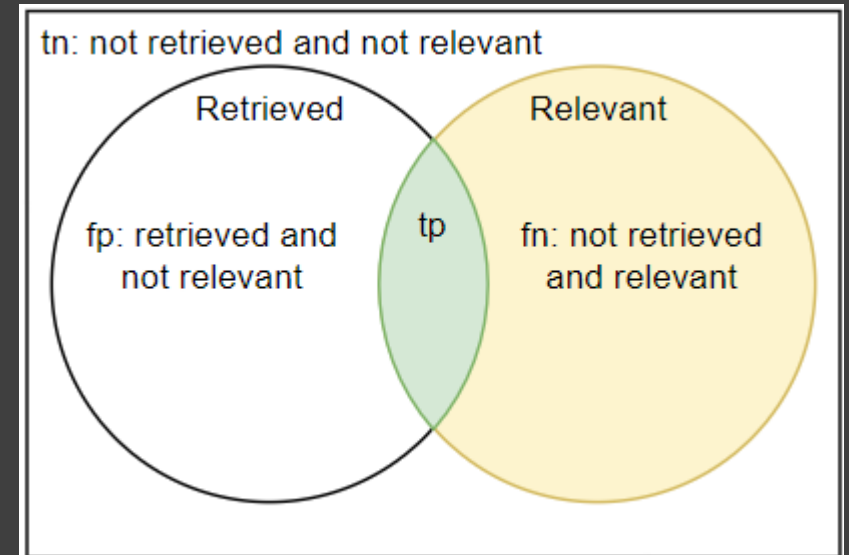 tn: not retrieved and not relevant
Retrieved
Relevant
fp: retrieved and
not relevant
tp
fn: not retrieved
and relevant